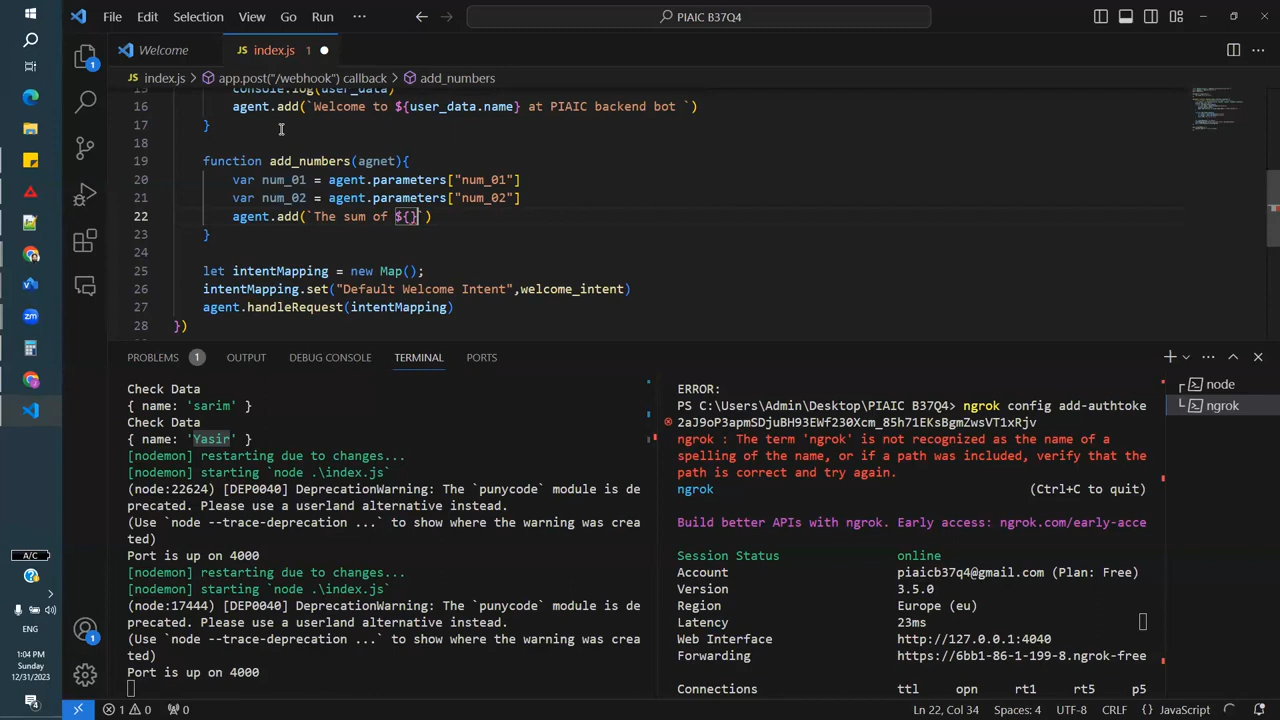 File Edit Selection View Go Run ··· PIAIC B37Q4
Welcome JS index.js 1
JS index.js > app.post("/webhook") callback > add_numbers
15 console.log(user_data)
16 agent.add(`Welcome to ${user_data.name} at PIAIC backend bot `)
17 }
18
19 function add_numbers(agnet){
20 var num_01 = agent.parameters["num_01"]
21 var num_02 = agent.parameters["num_02"]
22 agent.add(`The sum of ${}`)
23 }
24
25 let intentMapping = new Map();
26 intentMapping.set("Default Welcome Intent",welcome_intent)
27 agent.handleRequest(intentMapping)
28 })
PROBLEMS 1 OUTPUT DEBUG CONSOLE TERMINAL PORTS
Check Data
{ name: 'sarim' }
Check Data
{ name: 'Yasir' }
[nodemon] restarting due to changes...
[nodemon] starting `node .\index.js`
(node:22624) [DEP0040] DeprecationWarning: The `punycode` module is de
precated. Please use a userland alternative instead.
(Use `node --trace-deprecation ...` to show where the warning was crea
ted)
Port is up on 4000
[nodemon] restarting due to changes...
[nodemon] starting `node .\index.js`
(node:17444) [DEP0040] DeprecationWarning: The `punycode` module is de
precated. Please use a userland alternative instead.
(Use `node --trace-deprecation ...` to show where the warning was crea
ted)
Port is up on 4000
ERROR:
PS C:\Users\Admin\Desktop\PIAIC B37Q4> ngrok config add-authtoke
2aJ9oP3apmSDjuBH93EWf230Xcm_85h71EKsBgmZwsVT1xRjv
ngrok : The term 'ngrok' is not recognized as the name of a
spelling of the name, or if a path was included, verify that the
path is correct and try again.
ngrok (Ctrl+C to quit)
Build better APIs with ngrok. Early access: ngrok.com/early-acce
Session Status online
Account piaicb37q4@gmail.com (Plan: Free)
Version 3.5.0
Region Europe (eu)
Latency 23ms
Web Interface http://127.0.0.1:4040
Forwarding https://6bb1-86-1-199-8.ngrok-free
Connections ttl opn rt1 rt5 p5
node
ngrok
1
1
A/C
ENG
1:04 PM
Sunday
12/31/2023
4
1 0 0 Ln 22, Col 34 Spaces: 4 UTF-8 CRLF {} JavaScript